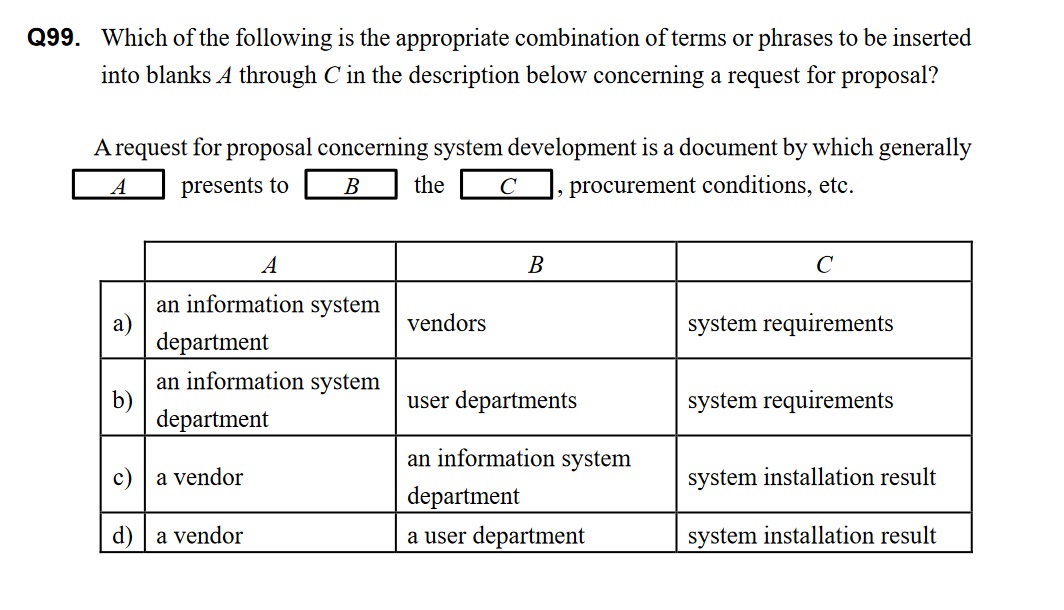 Q99. Which of the following is the appropriate combination of terms or phrases to be inserted
into blanks A through C in the description below concerning a request for proposal?
A request for proposal concerning system development is a document by which generally
A presents to B the C , procurement conditions, etc.
A B C
a) an information system department vendors system requirements
b) an information system department user departments system requirements
c) a vendor an information system department system installation result
d) a vendor a user department system installation result